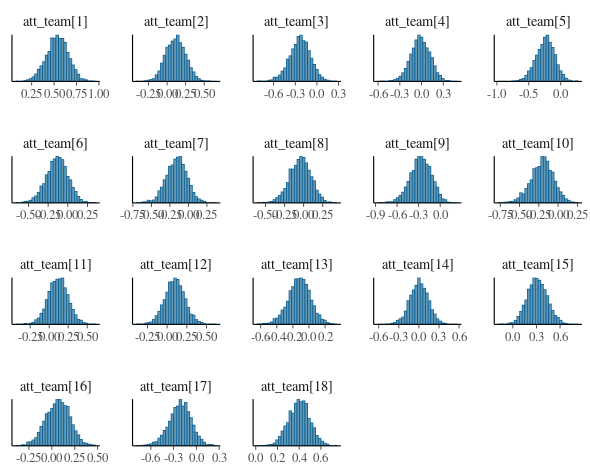 att_team[1] att_team[2] att_team[3] att_team[4] att_team[5]
0.25 0.50 0.75 1.00 -0.25 0.00 0.25 0.50 -0.6 -0.3 0.0 0.3 -0.6 -0.3 0.0 0.3 -1.0 -0.5 0.0
att_team[6] att_team[7] att_team[8] att_team[9] att_team[10]
-0.50 -0.25 0.00 0.25 -0.75 -0.50 -0.25 0.00 0.25 -0.50 -0.25 0.00 0.25 -0.9 -0.6 -0.3 0.0 -0.75 -0.50 -0.25 0.00 0.25
att_team[11] att_team[12] att_team[13] att_team[14] att_team[15]
-0.25 0.00 0.25 0.50 -0.25 0.00 0.25 0.50 -0.6 -0.4 -0.2 0.0 0.2 -0.6 -0.3 0.0 0.3 0.6 0.0 0.3 0.6
att_team[16] att_team[17] att_team[18]
-0.25 0.00 0.25 0.50 -0.6 -0.3 0.0 0.3 0.0 0.2 0.4 0.6